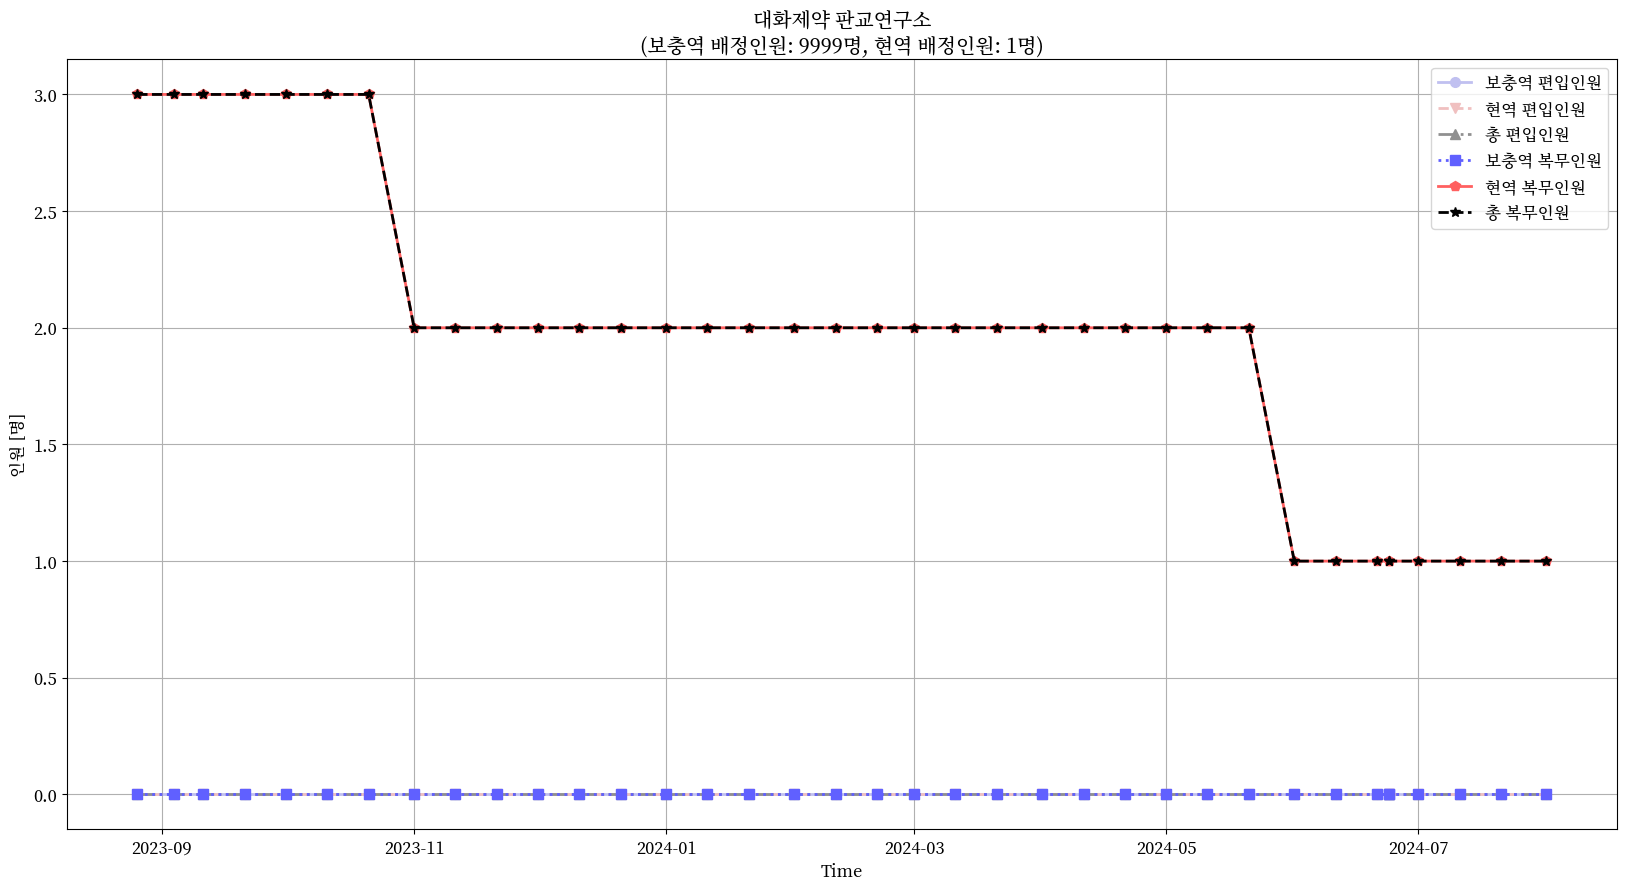 대화제약 판교연구소
(보충역 배정인원: 9999명, 현역 배정인원: 1명)
보충역 편입인원
현역 편입인원
총 편입인원
보충역 복무인원
현역 복무인원
총 복무인원
인원 [명]
3.0
2.5
2.0
1.5
1.0
0.5
0.0
2023-09
2023-11
2024-01
2024-03
2024-05
2024-07
Time